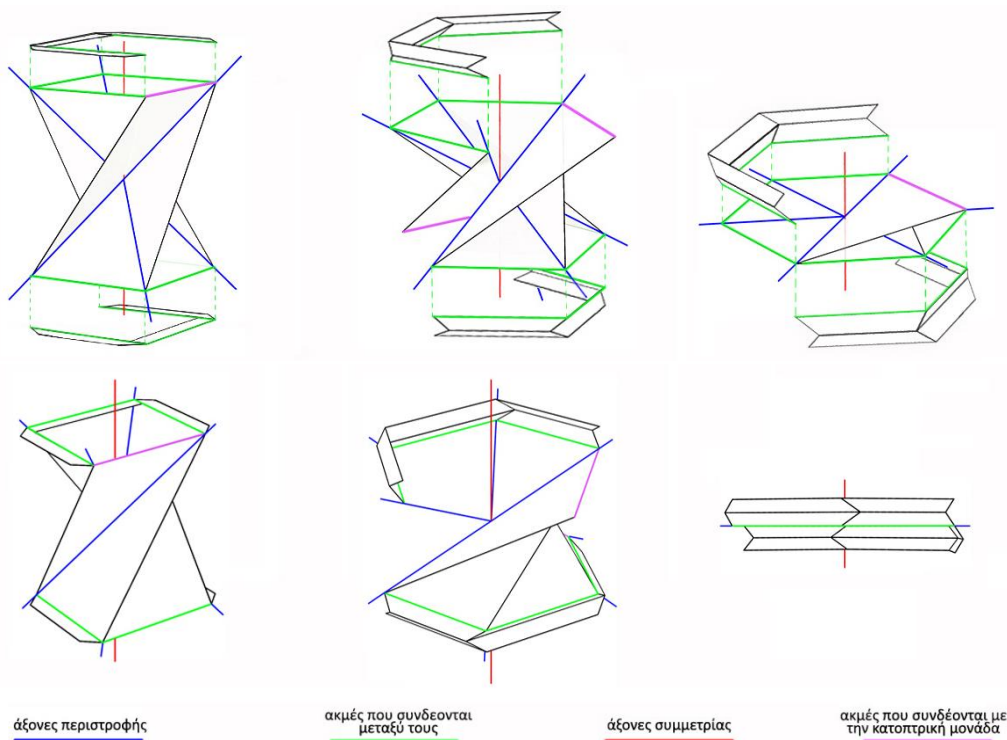 άξονες περιστροφής
ακμές που συνδεονται
μεταξύ τους
άξονες συμμετρίας
ακμές που συνδέονται με
την κατοπτρική μονάδα